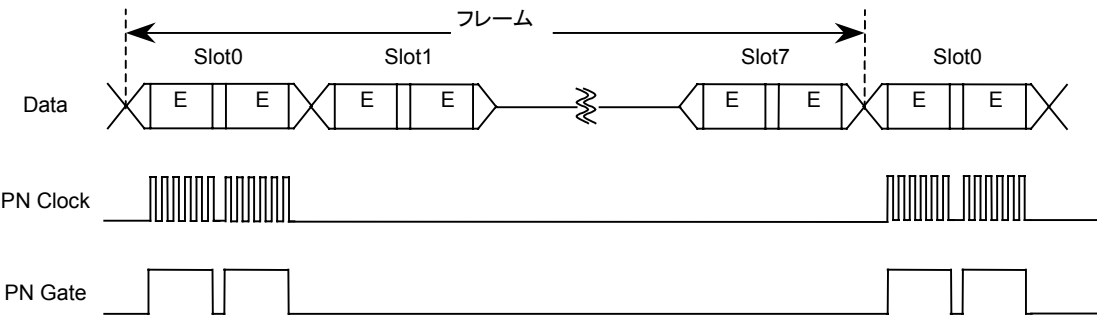 フレーム
Slot0 Slot1 Slot7 Slot0
Data E E E E E E E E
PN Clock
PN Gate